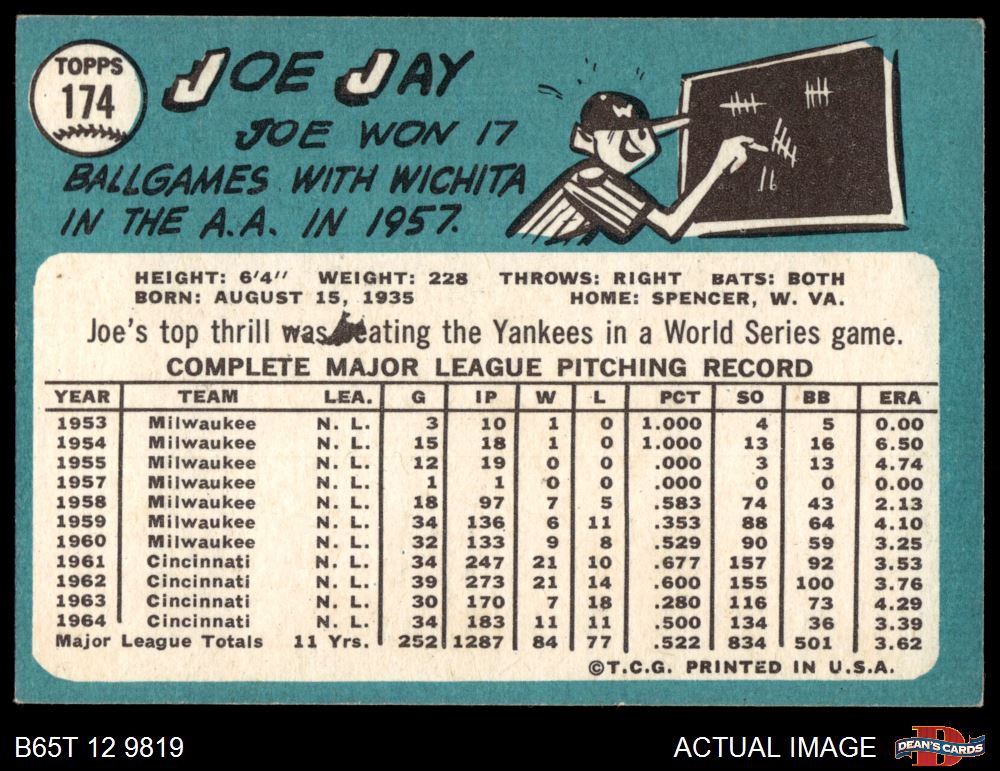 TOPPS
174
JOE JAY
JOE WON 17
BALLGAMES WITH WICHITA
IN THE A.A. IN 1957.
W
16
HEIGHT: 6'4" WEIGHT: 228 THROWS: RIGHT BATS: BOTH
BORN: AUGUST 15, 1935 HOME: SPENCER, W. VA.
Joe's top thrill was eating the Yankees in a World Series game.
COMPLETE MAJOR LEAGUE PITCHING RECORD
YEAR TEAM LEA. G IP W L PCT SO BB ERA
1953 Milwaukee N. L. 3 10 1 0 1.000 4 5 0.00
1954 Milwaukee N. L. 15 18 1 0 1.000 13 16 6.50
1955 Milwaukee N. L. 12 19 0 0 .000 3 13 4.74
1957 Milwaukee N. L. 1 1 0 0 .000 0 0 0.00
1958 Milwaukee N. L. 18 97 7 5 .583 74 43 2.13
1959 Milwaukee N. L. 34 136 6 11 .353 88 64 4.10
1960 Milwaukee N. L. 32 133 9 8 .529 90 59 3.25
1961 Cincinnati N. L. 34 247 21 10 .677 157 92 3.53
1962 Cincinnati N. L. 39 273 21 14 .600 155 100 3.76
1963 Cincinnati N. L. 30 170 7 18 .280 116 73 4.29
1964 Cincinnati N. L. 34 183 11 11 .500 134 36 3.39
Major League Totals 11 Yrs. 252 1287 84 77 .522 834 501 3.62
©T.C.G. PRINTED IN U.S.A.
B65T 12 9819 ACTUAL IMAGE
D
DEAN'S CARDS